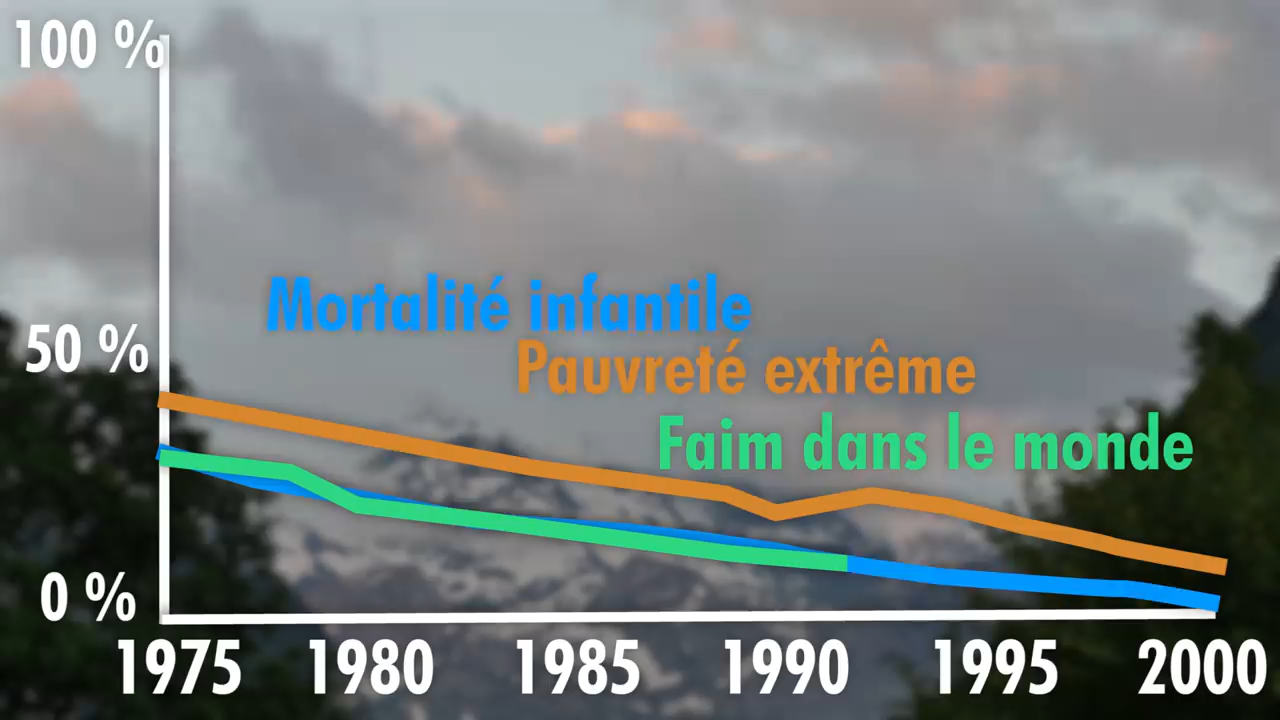 100 %
Mortalité infantile
50 %
Pauvreté extrême
Faim dans le monde
0 %
1975 1980 1985 1990 1995 2000